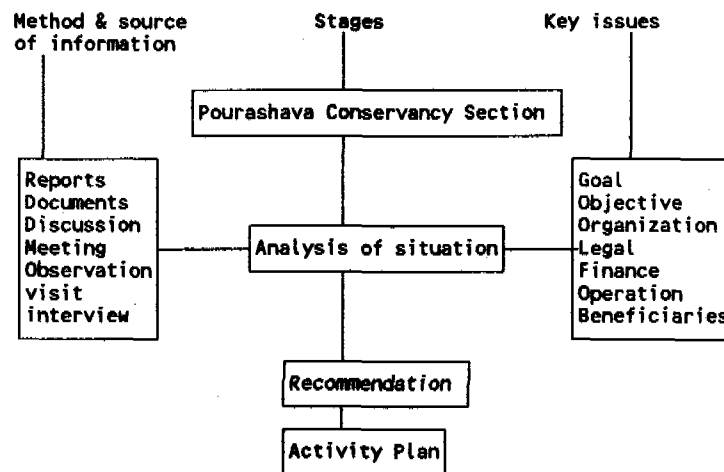 Method & source
of information
Stages
Key issues
Pourashava Conservancy Section
Reports
Documents
Discussion
Meeting
Observation
visit
interview
Analysis of situation
Goal
Objective
Organization
Legal
Finance
Operation
Beneficiaries
Recommendation
Activity Plan